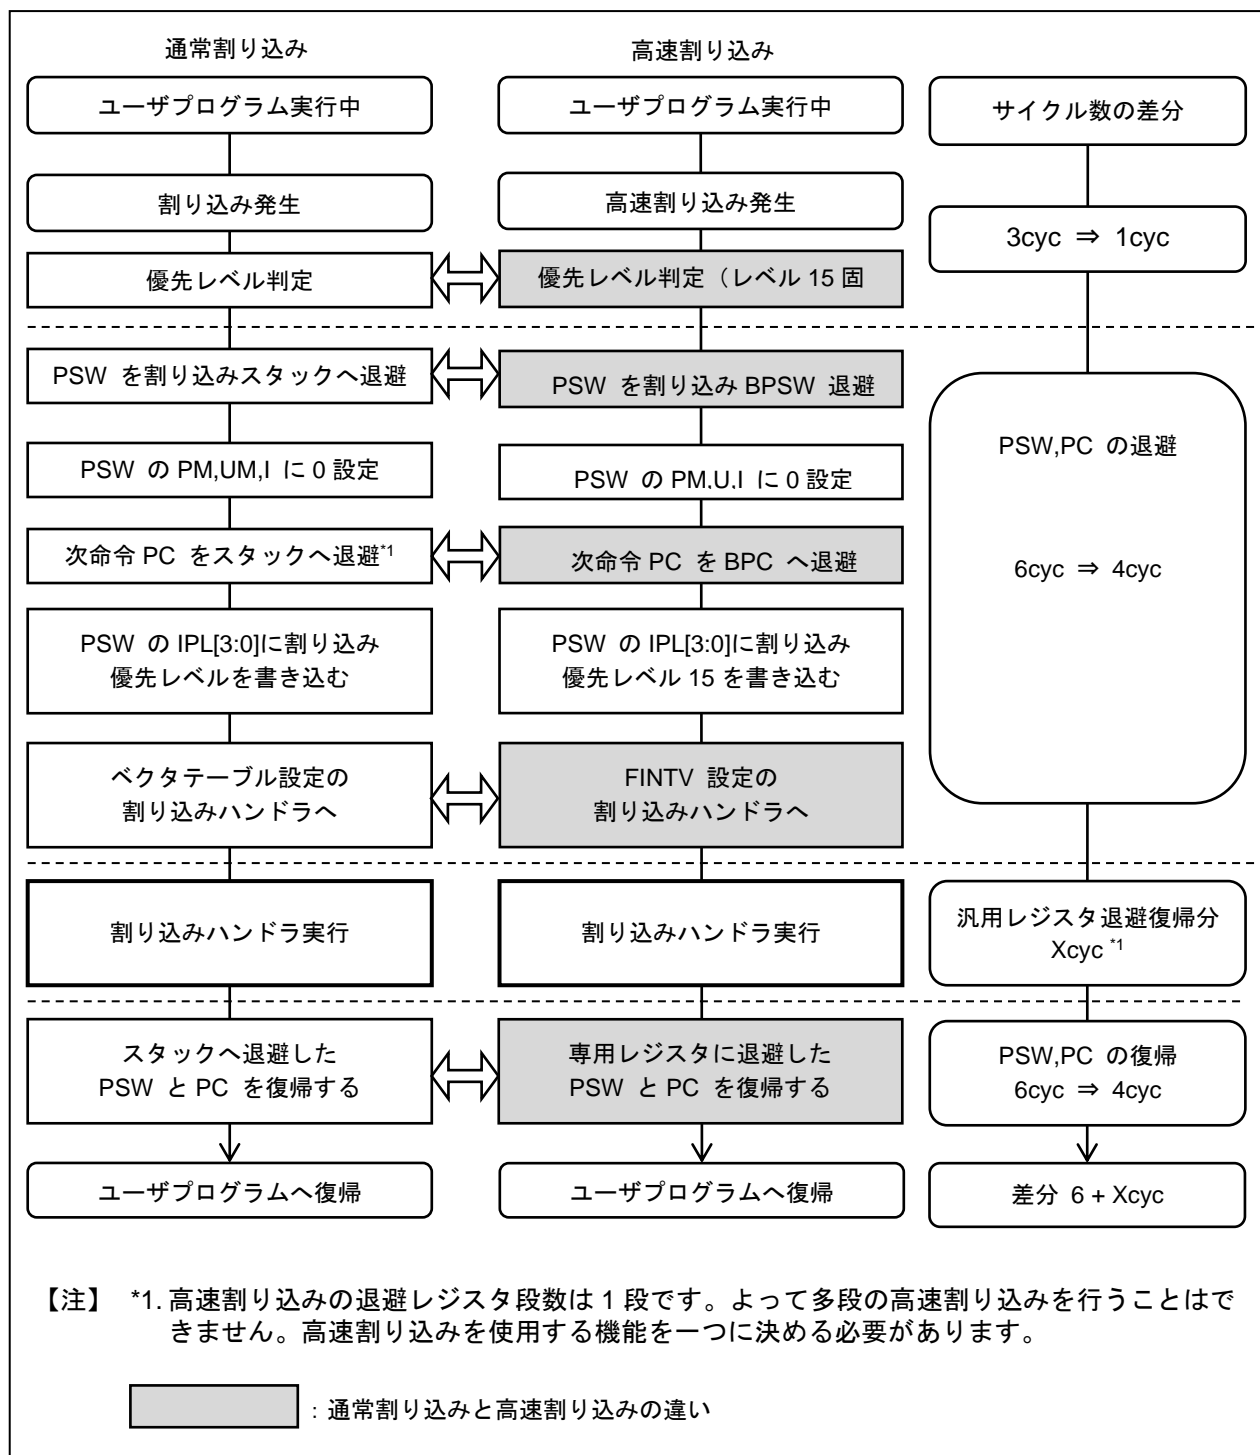 通常割り込み
ユーザプログラム実行中
割り込み発生
優先レベル判定
PSW を割り込みスタックへ退避
PSW の PM,UM,I に 0 設定
次命令 PC をスタックへ退避*1
PSW の IPL[3:0]に割り込み
優先レベルを書き込む
ベクタテーブル設定の
割り込みハンドラへ
割り込みハンドラ実行
スタックへ退避した
PSW と PC を復帰する
ユーザプログラムへ復帰
高速割り込み
ユーザプログラム実行中
高速割り込み発生
優先レベル判定（レベル 15 固
PSW を割り込み BPSW 退避
PSW の PM,U,I に 0 設定
次命令 PC を BPC へ退避
PSW の IPL[3:0]に割り込み
優先レベル 15 を書き込む
FINTV 設定の
割り込みハンドラへ
割り込みハンドラ実行
専用レジスタに退避した
PSW と PC を復帰する
ユーザプログラムへ復帰
サイクル数の差分
3cyc ⇒ 1cyc
PSW,PC の退避
6cyc ⇒ 4cyc
汎用レジスタ退避復帰分
Xcyc *1
PSW,PC の復帰
6cyc ⇒ 4cyc
差分 6 + Xcyc
【注】 *1. 高速割り込みの退避レジスタ段数は 1 段です。よって多段の高速割り込みを行うことはで
きません。高速割り込みを使用する機能を一つに決める必要があります。
: 通常割り込みと高速割り込みの違い